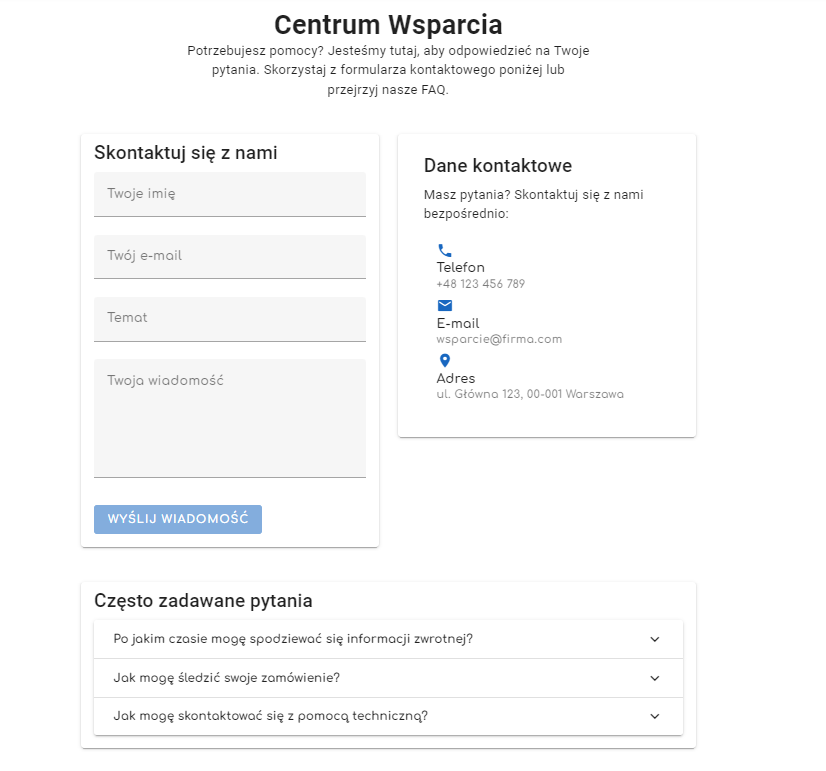 Centrum Wsparcia
Potrzebujesz pomocy? Jesteśmy tutaj, aby odpowiedzieć na Twoje
pytania. Skorzystaj z formularza kontaktowego poniżej lub
przejrzyj nasze FAQ.
Skontaktuj się z nami
Twoje imię
Twój e-mail
Temat
Twoja wiadomość
WYŚLIJ WIADOMOŚĆ
Dane kontaktowe
Masz pytania? Skontaktuj się z nami
bezpośrednio:
Telefon
+48 123 456 789
E-mail
wsparcie@firma.com
Adres
ul. Główna 123, 00-001 Warszawa
Często zadawane pytania
Po jakim czasie mogę spodziewać się informacji zwrotnej?
Jak mogę śledzić swoje zamówienie?
Jak mogę skontaktować się z pomocą techniczną?